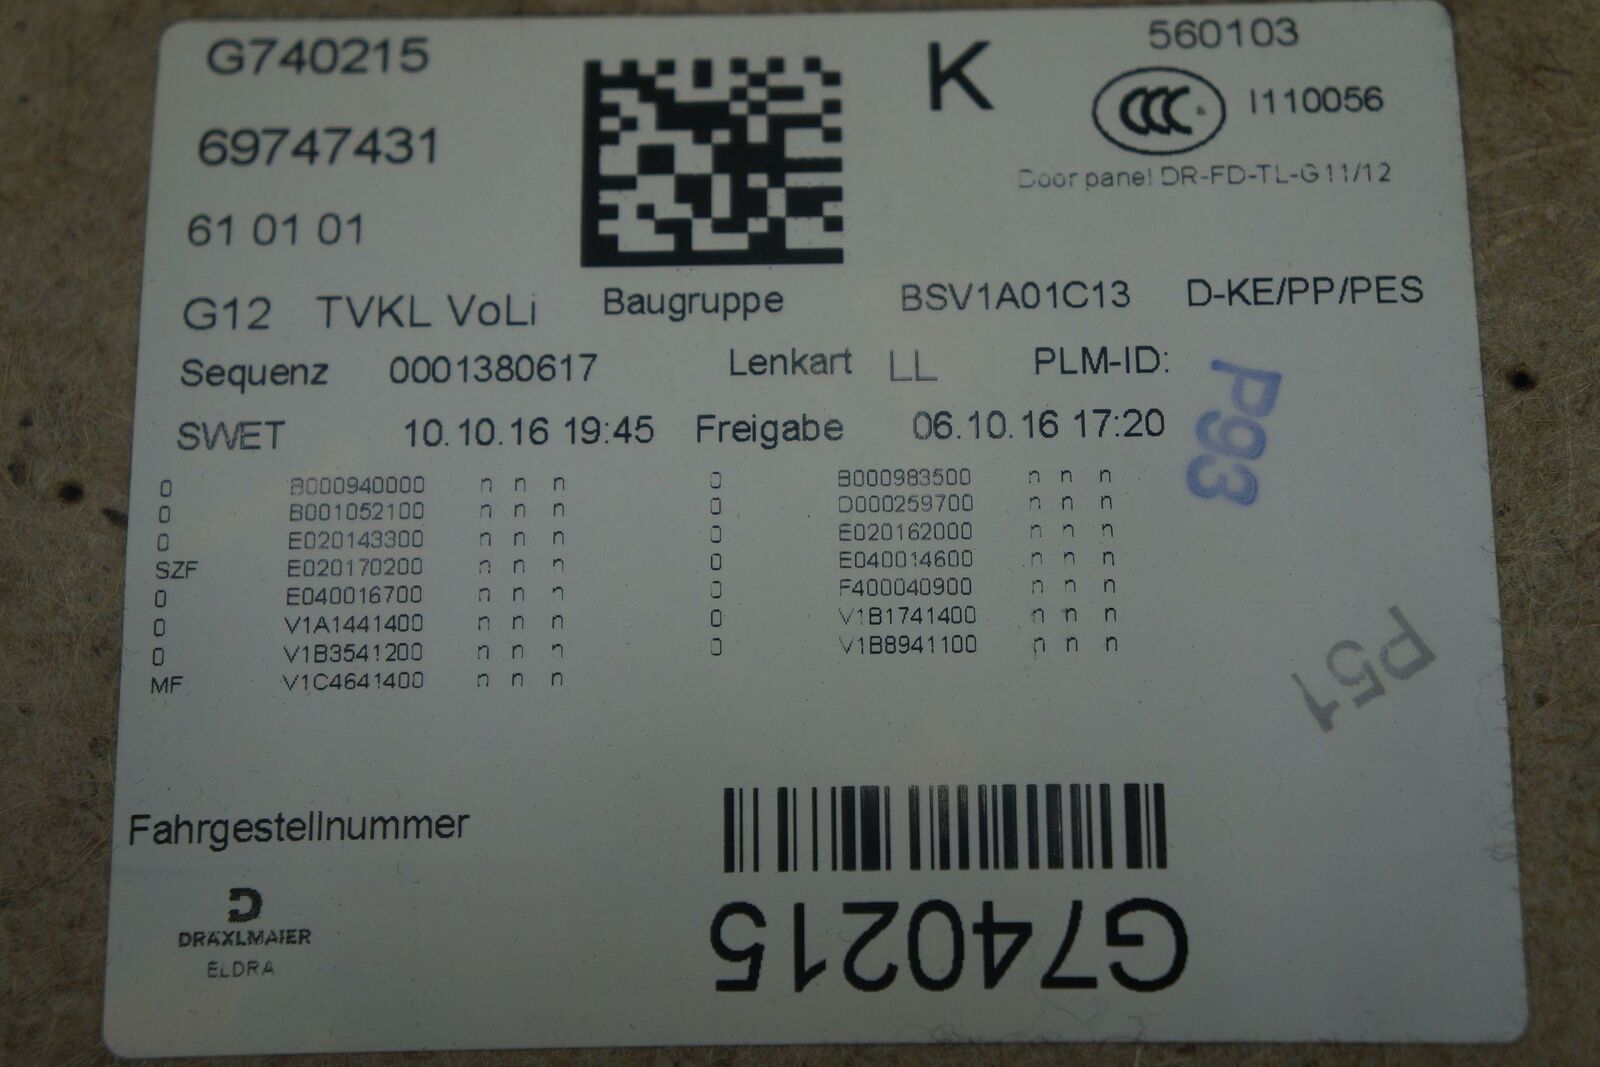 G740215
K
560103
CCC I110056
69747431
Door panel DR-FD-TL-G11/12
61 01 01
G12 TVKL VoLi Baugruppe BSV1A01C13 D-KE/PP/PES
Sequenz 0001380617 Lenkart LL PLM-ID:
P93
SWET 10.10.16 19:45 Freigabe 06.10.16 17:20
0 B000940000 n n n 0 B000983500 n n n
0 B001052100 n n n 0 D000259700 n n n
0 E020143300 n n n 0 E020162000 n n n
SZF E020170200 n n n 0 E040014600 n n n
0 E040016700 n n n 0 F400040900 n n n
0 V1A1441400 n n n 0 V1B1741400 n n n
0 V1B3541200 n n n 0 V1B8941100 n n n
MF V1C4641400 n n n
P51
Fahrgestellnummer
DRÄXLMAIER
ELDRA
G740215